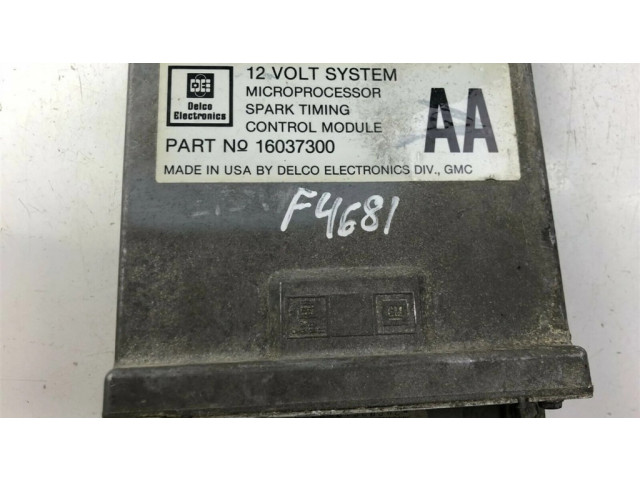 12 VOLT SYSTEM
MICROPROCESSOR
SPARK TIMING
CONTROL MODULE
Delco
Electronics
AA
PART Nº 16037300
MADE IN USA BY DELCO ELECTRONICS DIV., GMC
F4681
GM